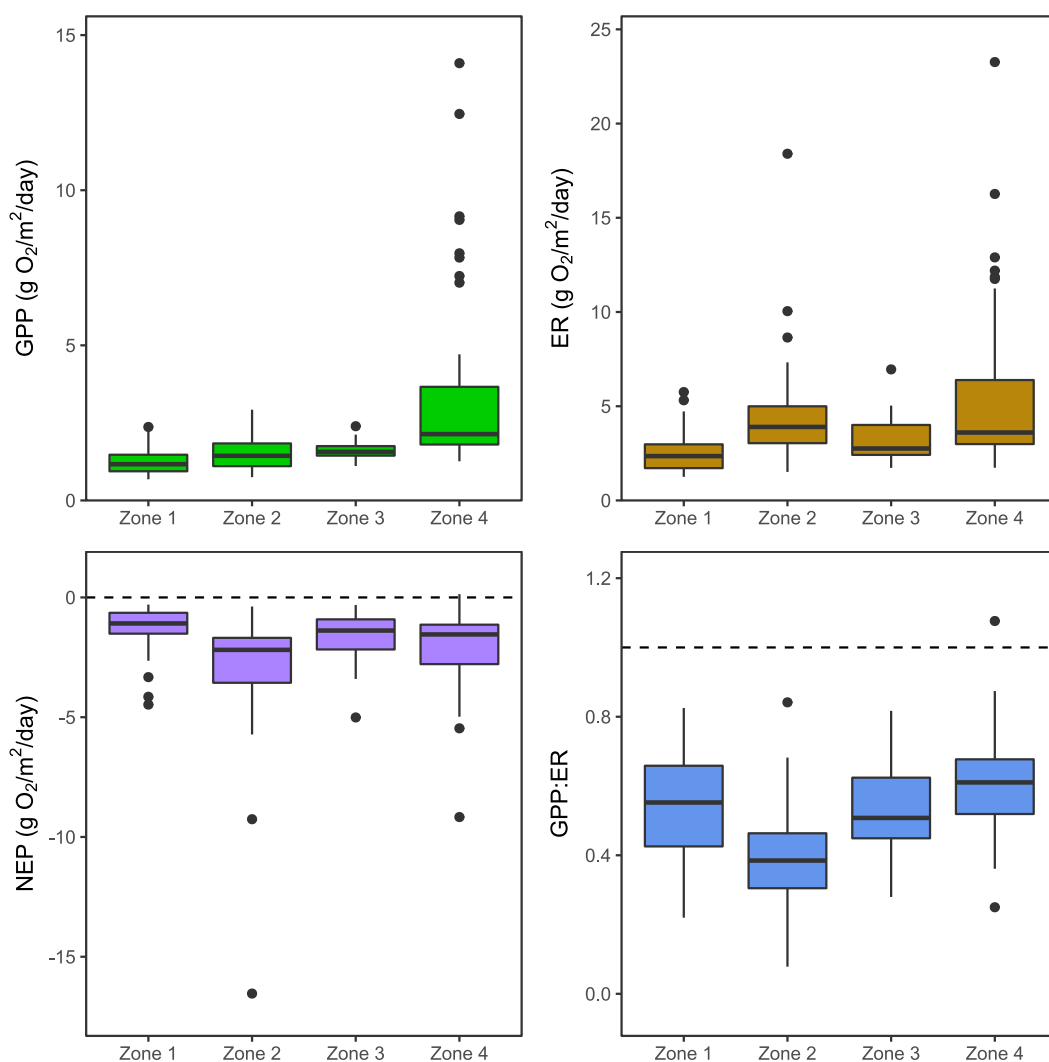 GPP (g O₂/m²/day)
15
10
5
0
Zone 1 Zone 2 Zone 3 Zone 4
ER (g O₂/m²/day)
25
20
15
10
5
0
Zone 1 Zone 2 Zone 3 Zone 4
NEP (g O₂/m²/day)
0
-5
-10
-15
Zone 1 Zone 2 Zone 3 Zone 4
GPP:ER
1.2
0.8
0.4
0.0
Zone 1 Zone 2 Zone 3 Zone 4